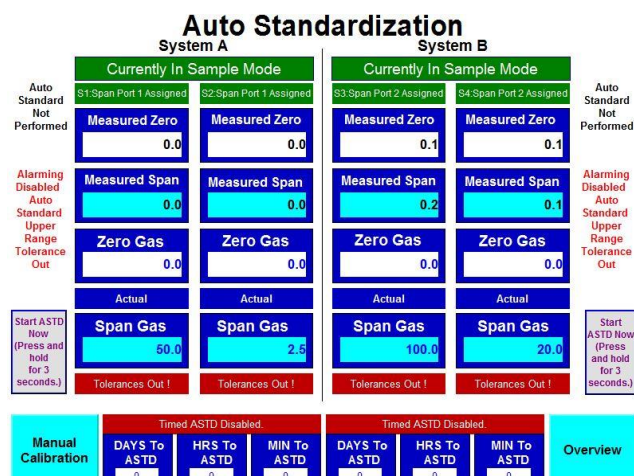 Auto Standardization
System A
System B
Currently In Sample Mode
Currently In Sample Mode
Auto
Standard
Not
Performed
S1:Span Port 1 Assigned
S2:Span Port 1 Assigned
S3:Span Port 2 Assigned
S4:Span Port 2 Assigned
Auto
Standard
Not
Performed
Measured Zero
0.0
Measured Zero
0.0
Measured Zero
0.1
Measured Zero
0.1
Alarming
Disabled
Auto
Standard
Upper
Range
Tolerance
Out
Measured Span
0.0
Measured Span
0.0
Measured Span
0.2
Measured Span
0.1
Alarming
Disabled
Auto
Standard
Upper
Range
Tolerance
Out
Zero Gas
0.0
Zero Gas
0.0
Zero Gas
0.0
Zero Gas
0.0
Actual
Actual
Actual
Actual
Start ASTD
Now
(Press and
hold
for 3
seconds.)
Span Gas
50.0
Span Gas
2.5
Span Gas
100.0
Span Gas
20.0
Start
ASTD Now
(Press
and hold
for 3
seconds.)
Tolerances Out !
Tolerances Out !
Tolerances Out !
Tolerances Out !
Manual
Calibration
Timed ASTD Disabled.
DAYS To
ASTD
0
HRS To
ASTD
0
MIN To
ASTD
0
Timed ASTD Disabled.
DAYS To
ASTD
0
HRS To
ASTD
0
MIN To
ASTD
0
Overview